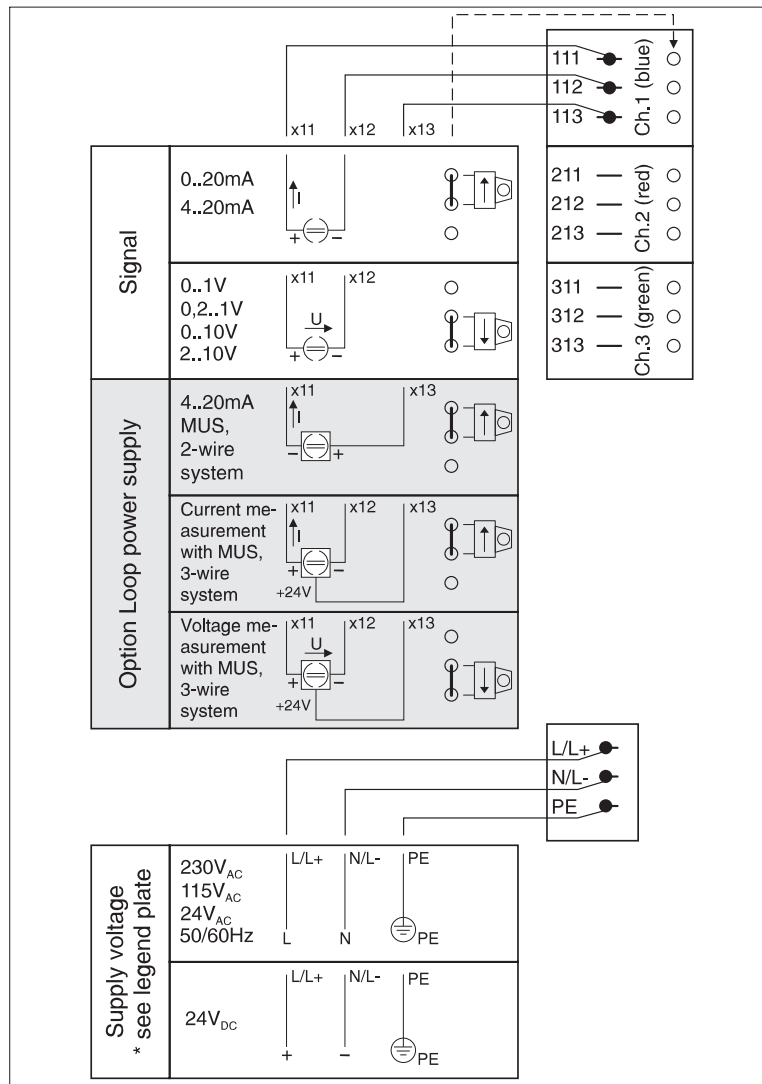 111
112
113
Ch.1 (blue)
x11 x12 x13
211
212
213
Ch.2 (red)
311
312
313
Ch.3 (green)
Signal
0..20mA
4..20mA
I
+ −
0..1V
0,2..1V
0..10V
2..10V
x11 x12
U
+ −
Option Loop power supply
4..20mA
MUS,
2-wire
system
x11 x13
I
− +
Current me-
asurement
with MUS,
3-wire
system
x11 x12 x13
I
+ −
+24V
Voltage me-
asurement
with MUS,
3-wire
system
x11 x12 x13
U
+ −
+24V
L/L+
N/L-
PE
Supply voltage
* see legend plate
230VAC
115VAC
24VAC
50/60Hz
L/L+ N/L- PE
L N PE
24VDC
L/L+ N/L- PE
+ − PE